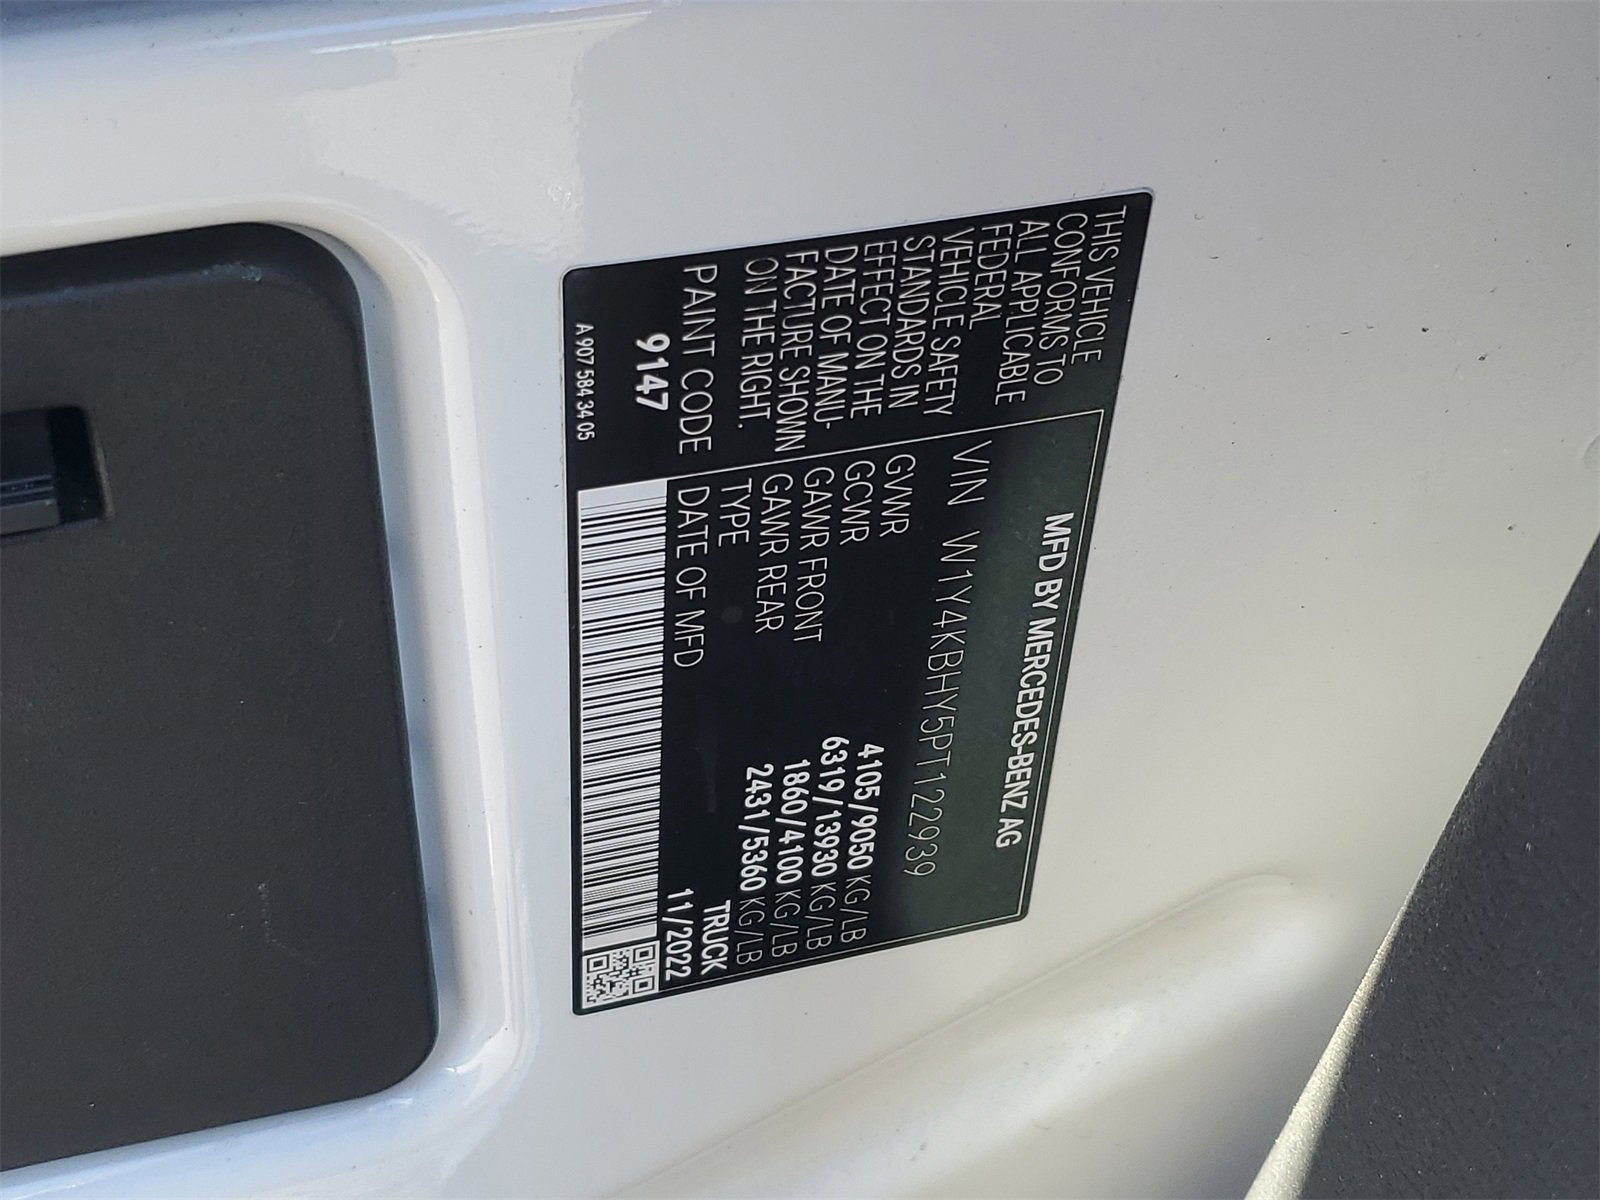 THIS VEHICLE
CONFORMS TO
ALL APPLICABLE
FEDERAL
VEHICLE SAFETY
STANDARDS IN
EFFECT ON THE
DATE OF MANU-
FACTURE SHOWN
ON THE RIGHT.
PAINT CODE
9147
A 907 584 34 05
MFD BY MERCEDES-BENZ AG
VIN W1Y4KBHY5PT122939
GVWR 4105/9050 KG/LB
GCWR 6319/13930 KG/LB
GAWR FRONT 1860/4100 KG/LB
GAWR REAR 2431/5360 KG/LB
TYPE TRUCK
DATE OF MFD 11/2022